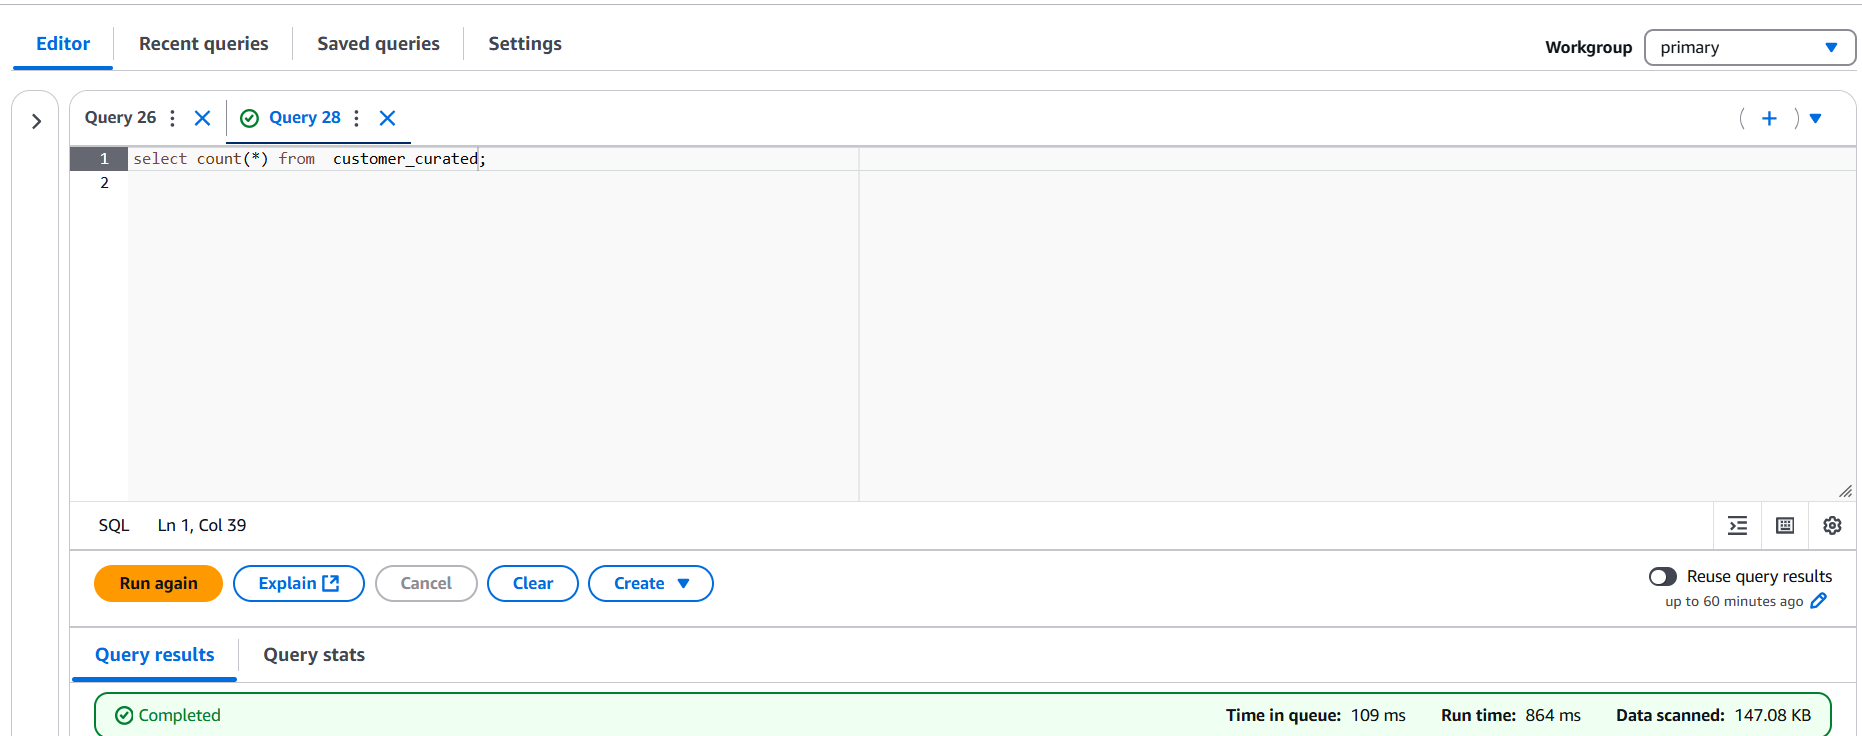 Editor Recent queries Saved queries Settings Workgroup primary
Query 26 Query 28
1 select count(*) from  customer_curated;
2
SQL Ln 1, Col 39
Run again Explain Cancel Clear Create Reuse query results
up to 60 minutes ago
Query results Query stats
Completed Time in queue: 109 ms Run time: 864 ms Data scanned: 147.08 KB